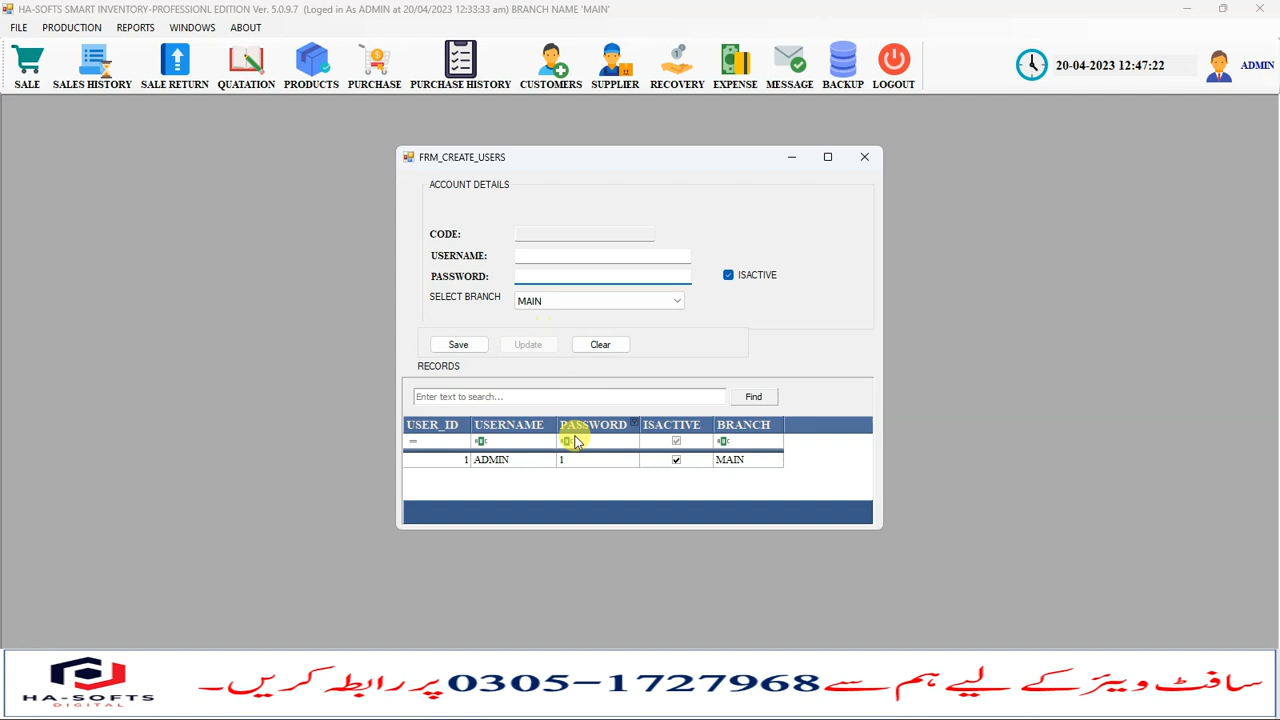 HA-SOFTS SMART INVENTORY-PROFESSIONL EDITION Ver. 5.0.9.7 (Loged in As ADMIN at 20/04/2023 12:33:33 am) BRANCH NAME 'MAIN'
FILE PRODUCTION REPORTS WINDOWS ABOUT
SALE SALES HISTORY SALE RETURN QUATATION PRODUCTS PURCHASE PURCHASE HISTORY CUSTOMERS SUPPLIER RECOVERY EXPENSE MESSAGE BACKUP LOGOUT
20-04-2023 12:47:22 ADMIN
FRM_CREATE_USERS
ACCOUNT DETAILS
CODE:
USERNAME:
PASSWORD:
ISACTIVE
SELECT BRANCH MAIN
Save Update Clear
RECORDS
Enter text to search... Find
USER_ID USERNAME PASSWORD ISACTIVE BRANCH
1 ADMIN 1 MAIN
سافٹ ویئر کے لیے ہم سے 0305-1727968 پر رابطہ کریں۔
HA-SOFTS
DIGITAL